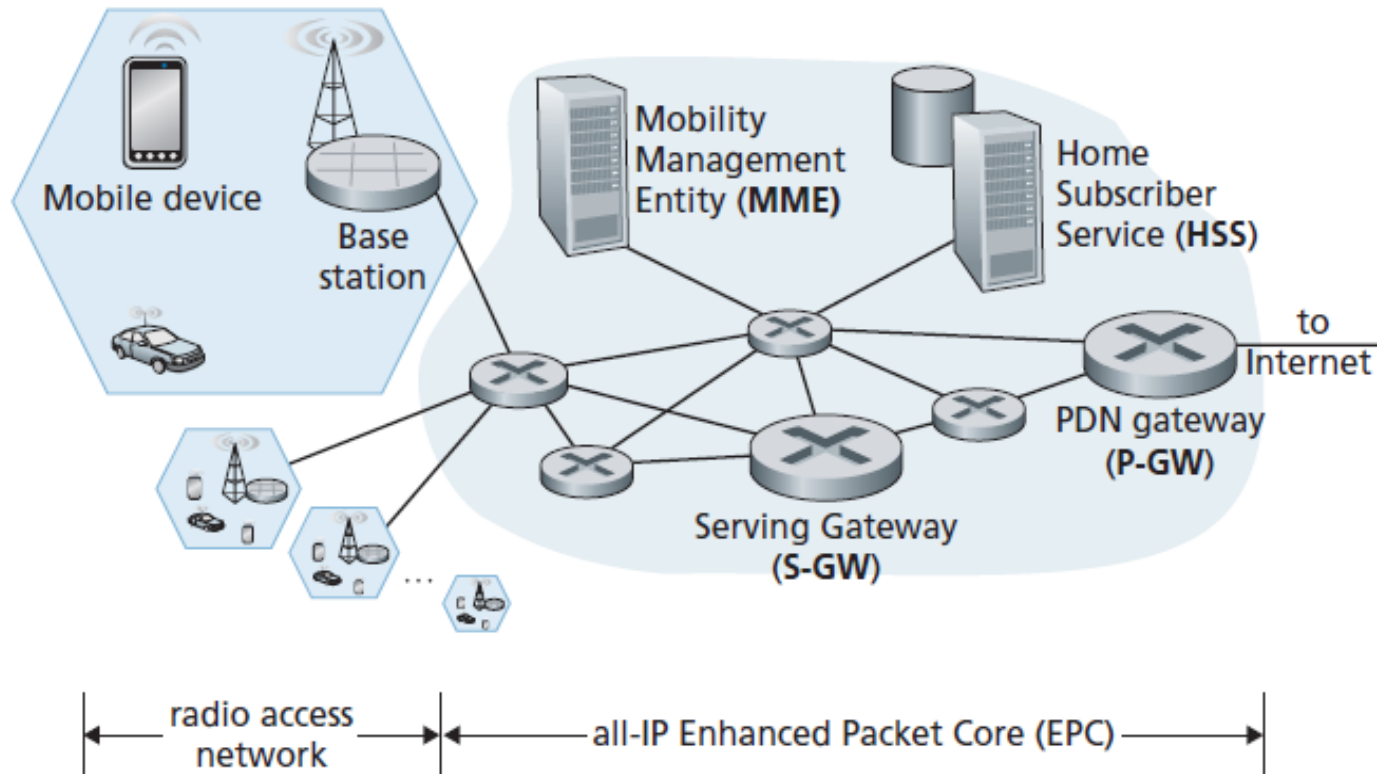 Mobile device
Base
station
Mobility
Management
Entity (MME)
Home
Subscriber
Service (HSS)
to
Internet
PDN gateway
(P-GW)
Serving Gateway
(S-GW)
...
radio access
network
all-IP Enhanced Packet Core (EPC)